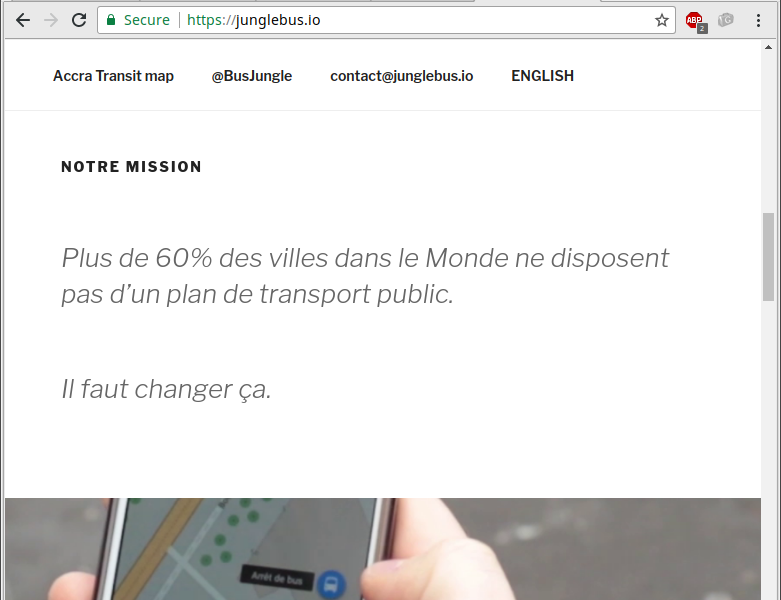 Secure
https://junglebus.io
ABP
2
Accra Transit map @BusJungle contact@junglebus.io ENGLISH
NOTRE MISSION
Plus de 60% des villes dans le Monde ne disposent
pas d’un plan de transport public.
Il faut changer ça.
Arrêt de bus